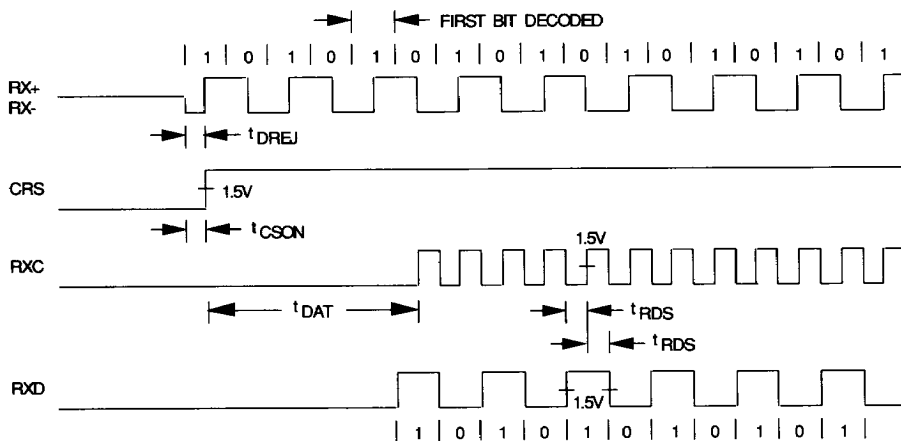 FIRST BIT DECODED
1 0 1 0 1 0 1 0 1 0 1 0 1 0 1 0 1
RX+
RX-
tDREJ
CRS
1.5V
tCSON
1.5V
RXC
tDAT
tRDS
tRDS
RXD
1.5V
1 0 1 0 1 0 1 0 1 0 1